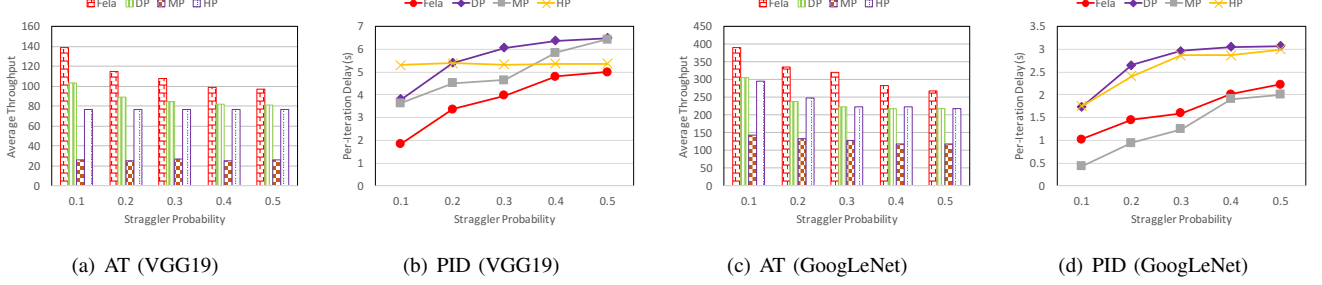 Fela DP MP HP
160
140
120
100
80
60
40
20
0
Average Throughput
0.1 0.2 0.3 0.4 0.5
Straggler Probability
(a) AT (VGG19)
Fela DP MP HP
7
6
5
4
3
2
1
0
Per-Iteration Delay (s)
0.1 0.2 0.3 0.4 0.5
Straggler Probability
(b) PID (VGG19)
Fela DP MP HP
450
400
350
300
250
200
150
100
50
0
Average Throughput
0.1 0.2 0.3 0.4 0.5
Straggler Probability
(c) AT (GoogLeNet)
Fela DP MP HP
3.5
3
2.5
2
1.5
1
0.5
0
Per-Iteration Delay (s)
0.1 0.2 0.3 0.4 0.5
Straggler Probability
(d) PID (GoogLeNet)